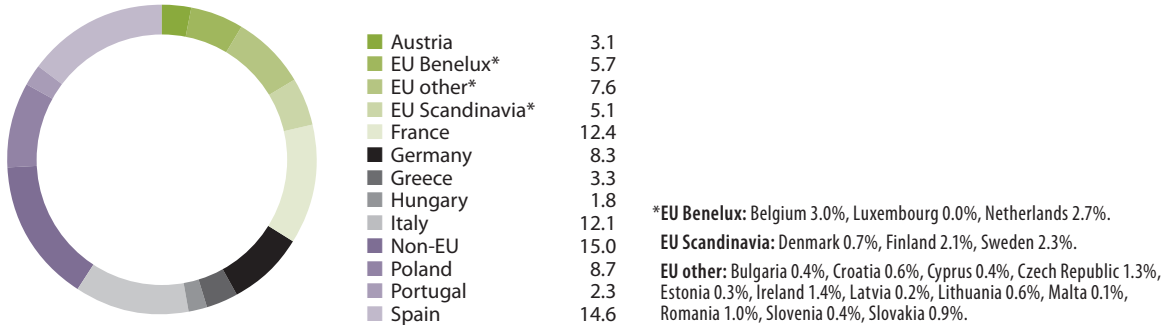 Austria 3.1
EU Benelux* 5.7
EU other* 7.6
EU Scandinavia* 5.1
France 12.4
Germany 8.3
Greece 3.3
Hungary 1.8
Italy 12.1
Non-EU 15.0
Poland 8.7
Portugal 2.3
Spain 14.6
*EU Benelux: Belgium 3.0%, Luxembourg 0.0%, Netherlands 2.7%.
EU Scandinavia: Denmark 0.7%, Finland 2.1%, Sweden 2.3%.
EU other: Bulgaria 0.4%, Croatia 0.6%, Cyprus 0.4%, Czech Republic 1.3%,
Estonia 0.3%, Ireland 1.4%, Latvia 0.2%, Lithuania 0.6%, Malta 0.1%,
Romania 1.0%, Slovenia 0.4%, Slovakia 0.9%.